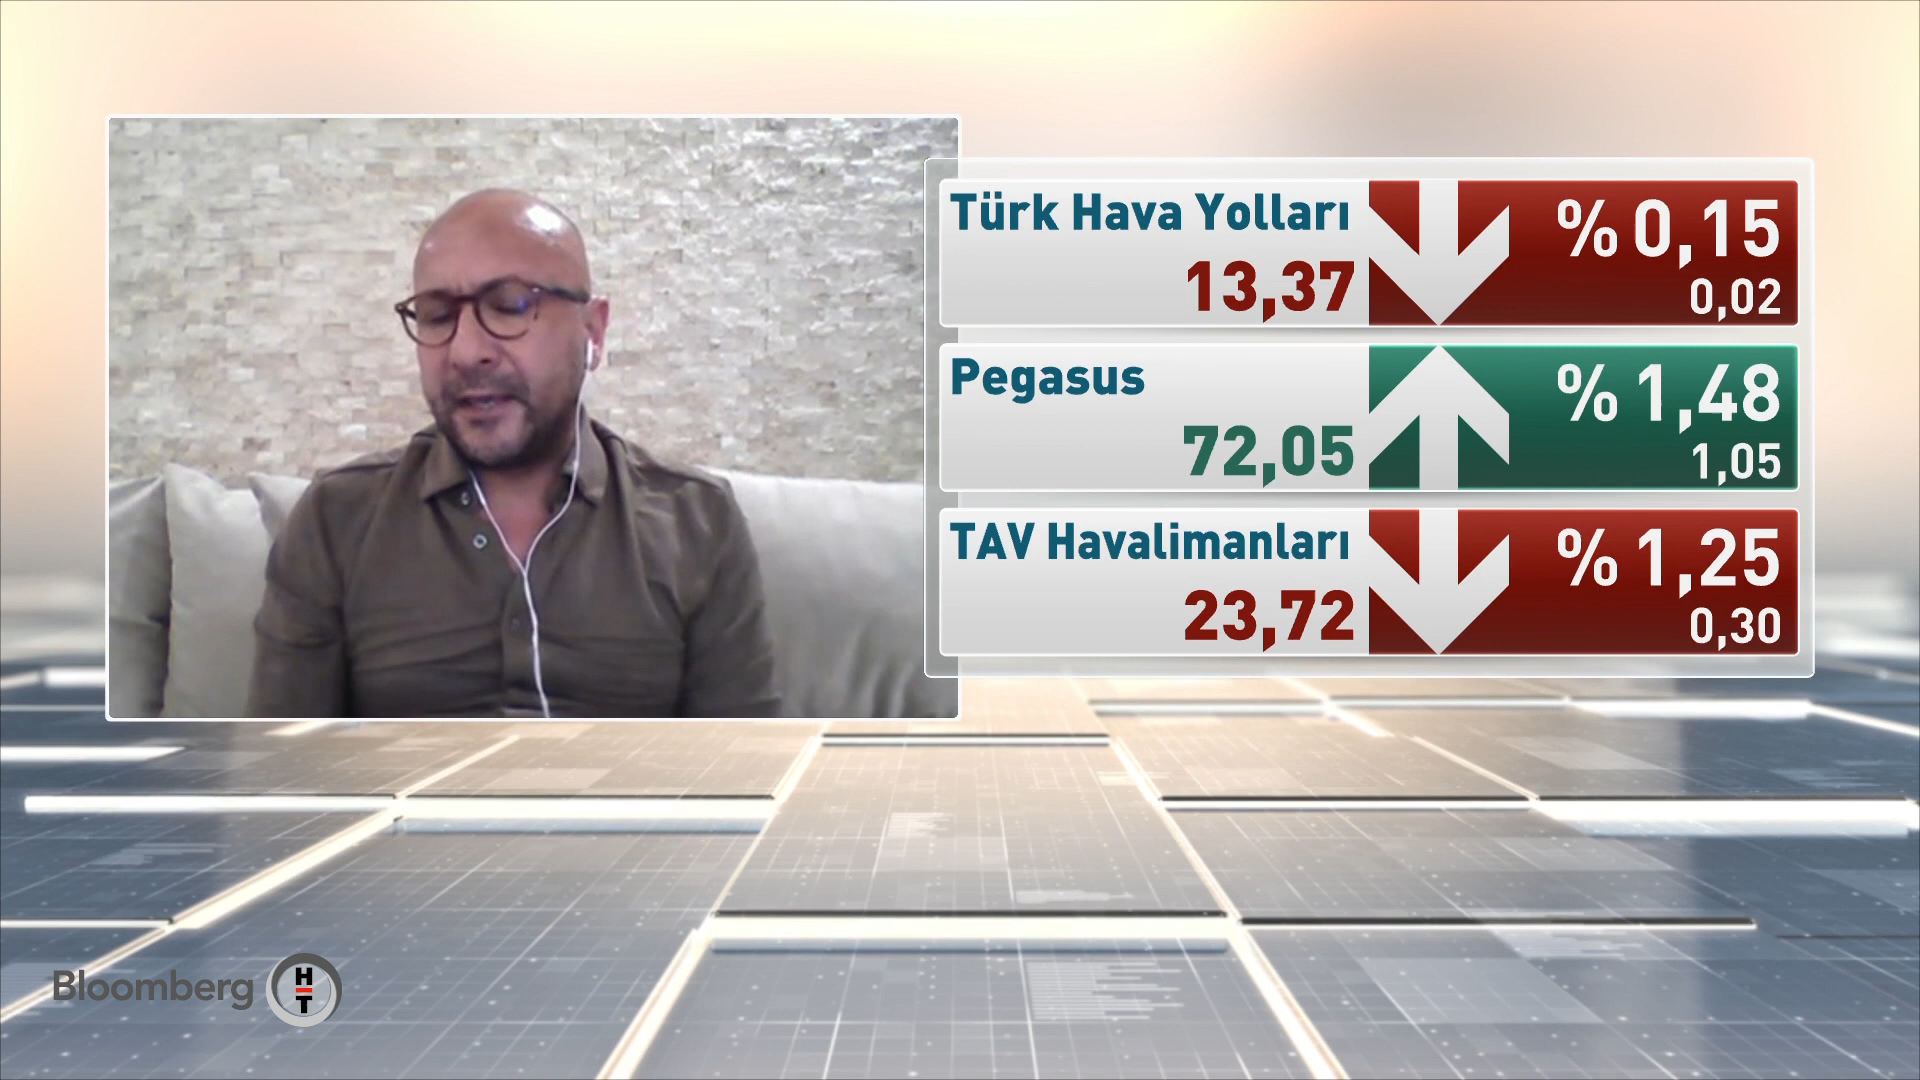 Türk Hava Yolları
13,37
% 0,15
0,02
Pegasus
72,05
% 1,48
1,05
TAV Havalimanları
23,72
% 1,25
0,30
Bloomberg HT